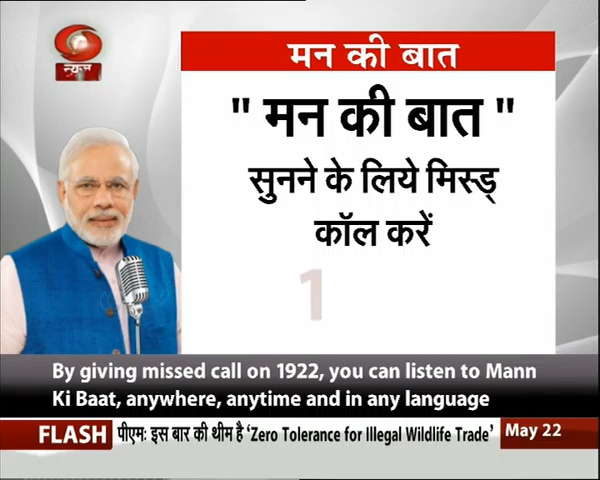 न्यूज़
मन की बात
" मन की बात "
सुनने के लिये मिस्ड्
कॉल करें
1
By giving missed call on 1922, you can listen to Mann
Ki Baat, anywhere, anytime and in any language
FLASH पीएमः इस बार की थीम है ‘Zero Tolerance for Illegal Wildlife Trade’ May 22